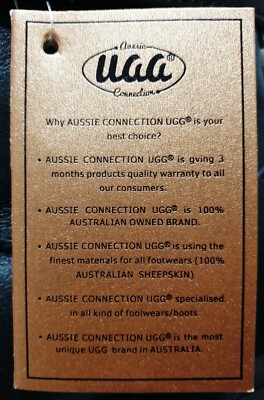 Aussie
UGG®
Connection
Why AUSSIE CONNECTION UGG® is your
best choice?
• AUSSIE CONNECTION UGG® is gving 3
months products quality warranty to all
our consumers.
• AUSSIE CONNECTION UGG® is 100%
AUSTRALIAN OWNED BRAND.
• AUSSIE CONNECTION UGG® is using the
finest materials for all footwears (100%
AUSTRALIAN SHEEPSKIN)
• AUSSIE CONNECTION UGG® specialised
in all kind of footwears/boots.
• AUSSIE CONNECTION UGG® is the most
unique UGG brand in AUSTRALIA.